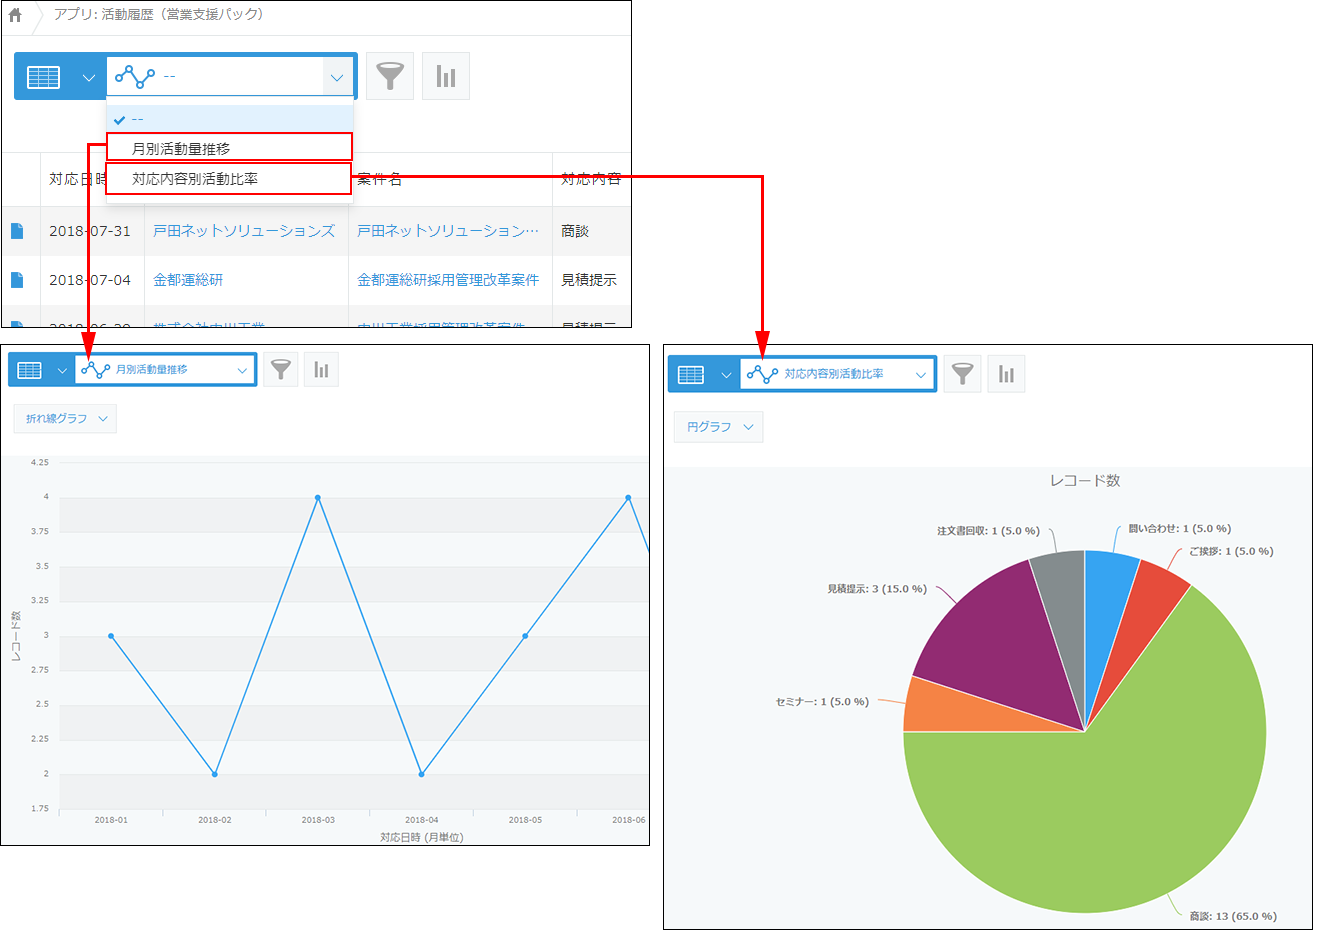 アプリ: 活動履歴（営業支援パック）
--
--
月別活動量推移
対応内容別活動比率
対応日時
案件名
対応内容
2018-07-31
戸田ネットソリューションズ
戸田ネットソリューション…
商談
2018-07-04
金都運総研
金都運総研採用管理改革案件
見積提示
月別活動量推移
折れ線グラフ
4.25
4
3.75
3.5
3.25
3
2.75
2.5
2.25
2
1.75
レコード数
2018-01
2018-02
2018-03
2018-04
2018-05
2018-06
対応日時 (月単位)
対応内容別活動比率
円グラフ
レコード数
注文書回収: 1 (5.0 %)
問い合わせ: 1 (5.0 %)
ご挨拶: 1 (5.0 %)
見積提示: 3 (15.0 %)
セミナー: 1 (5.0 %)
商談: 13 (65.0 %)